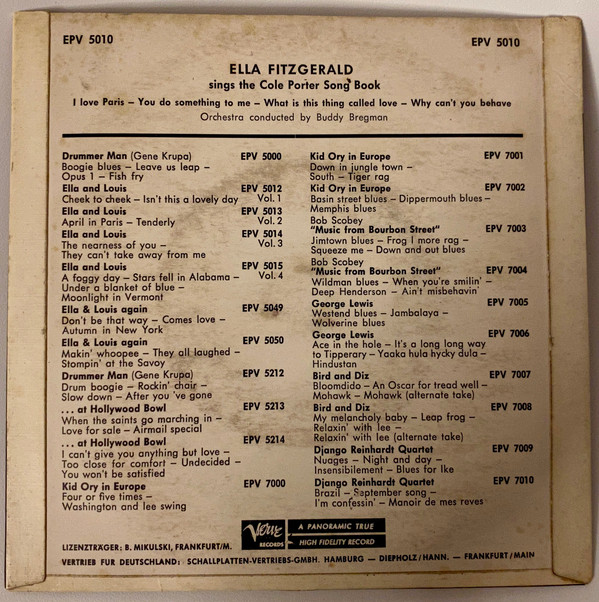 EPV 5010
EPV 5010
ELLA FITZGERALD
sings the Cole Porter Song Book
I love Paris – You do something to me – What is this thing called love – Why can't you behave
Orchestra conducted by Buddy Bregman
Drummer Man (Gene Krupa) EPV 5000
Boogie blues – Leave us leap –
Opus 1 – Fish fry
Ella and Louis EPV 5012
Cheek to cheek – Isn't this a lovely day Vol. 1
Ella and Louis EPV 5013
April in Paris – Tenderly Vol. 2
Ella and Louis EPV 5014
The nearness of you – Vol. 3
They can't take away from me
Ella and Louis EPV 5015
A foggy day – Stars fell in Alabama – Vol. 4
Under a blanket of blue –
Moonlight in Vermont
Ella & Louis again EPV 5049
Don't be that way – Comes love –
Autumn in New York
Ella & Louis again EPV 5050
Makin' whoopee – They all laughed –
Stompin' at the Savoy
Drummer Man (Gene Krupa) EPV 5212
Drum boogie – Rockin' chair –
Slow down – After you 've gone
... at Hollywood Bowl EPV 5213
When the saints go marching in –
Love for sale – Airmail special
... at Hollywood Bowl EPV 5214
I can't give you anything but love –
Too close for comfort – Undecided –
You won't be satisfied
Kid Ory in Europe EPV 7000
Four or five times –
Washington and lee swing
Kid Ory in Europe EPV 7001
Down in jungle town –
South – Tiger rag
Kid Ory in Europe EPV 7002
Basin street blues – Dippermouth blues –
Memphis blues
Bob Scobey
"Music from Bourbon Street" EPV 7003
Jimtown blues – Frog I more rag –
Squeeze me – Down and out blues
Bob Scobey
"Music from Bourbon Street" EPV 7004
Wildman blues – When you're smilin' –
Deep Henderson – Ain't misbehavin'
George Lewis EPV 7005
Westend blues – Jambalaya –
Wolverine blues
George Lewis EPV 7006
Ace in the hole – It's a long long way
to Tipperary – Yaaka hula hycky dula –
Hindustan
Bird and Diz EPV 7007
Bloomdido – An Oscar for tread well –
Mohawk – Mohawk (alternate take)
Bird and Diz EPV 7008
My melancholy baby – Leap frog –
Relaxin' with lee –
Relaxin' with lee (alternate take)
Django Reinhardt Quartet EPV 7009
Nuages – Night and day –
Insensibilement – Blues for Ike
Django Reinhardt Quartet EPV 7010
Brazil – September song –
I'm confessin' – Manoir de mes reves
Verve RECORDS
A PANORAMIC TRUE
HIGH FIDELITY RECORD
LIZENZTRÄGER: B. MIKULSKI, FRANKFURT/M.
VERTRIEB FUR DEUTSCHLAND: SCHALLPLATTEN-VERTRIEBS-GMBH. HAMBURG – DIEPHOLZ/HANN. – FRANKFURT/MAIN